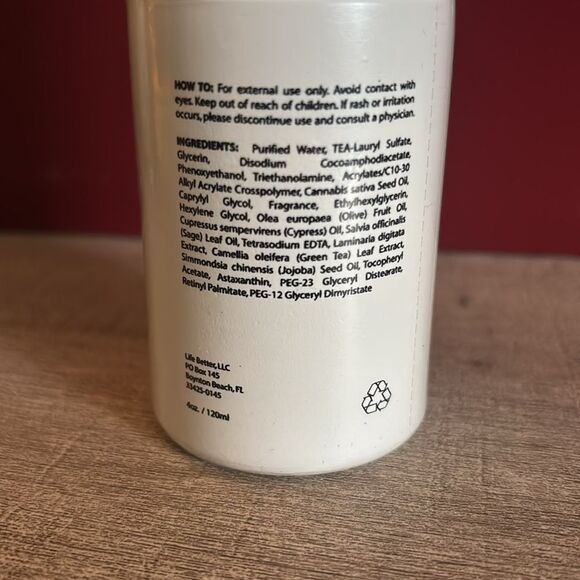 HOW TO: For external use only. Avoid contact with
eyes. Keep out of reach of children. If rash or irritation
occurs, please discontinue use and consult a physician.
INGREDIENTS: Purified Water, TEA-Lauryl Sulfate,
Glycerin, Disodium Cocoamphodiacetate,
Phenoxyethanol, Triethanolamine, Acrylates/C10-30
Alkyl Acrylate Crosspolymer, Cannabis sativa Seed Oil,
Caprylyl Glycol, Fragrance, Ethylhexylglycerin,
Hexylene Glycol, Olea europaea (Olive) Fruit Oil,
Cupressus sempervirens (Cypress) Oil, Salvia officinalis
(Sage) Leaf Oil, Tetrasodium EDTA, Laminaria digitata
Extract, Camellia oleifera (Green Tea) Leaf Extract,
Simmondsia chinensis (Jojoba) Seed Oil, Tocopheryl
Acetate, Astaxanthin, PEG-23 Glyceryl Distearate,
Retinyl Palmitate, PEG-12 Glyceryl Dimyristate
Life Better, LLC
PO Box 145
Boynton Beach, FL
33425-0145
4oz. / 120ml